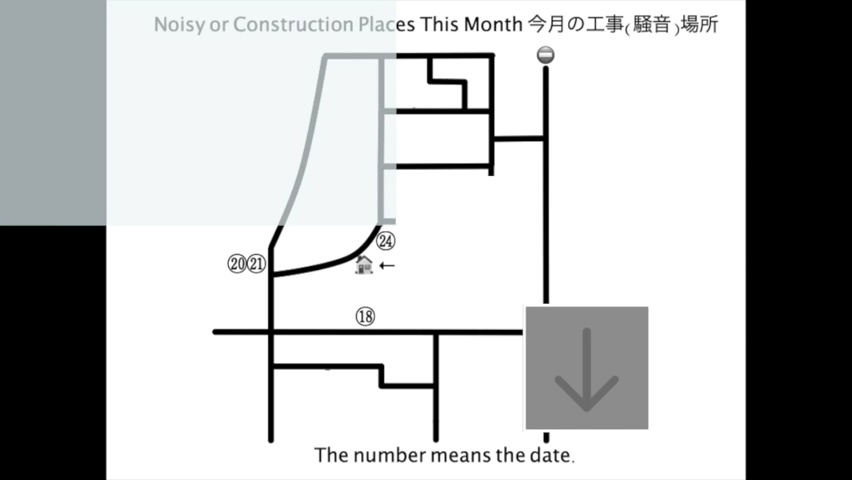 Noisy or Construction Places This Month 今月の工事(騒音)場所
㉔
⑳㉑
←
⑱
The number means the date.